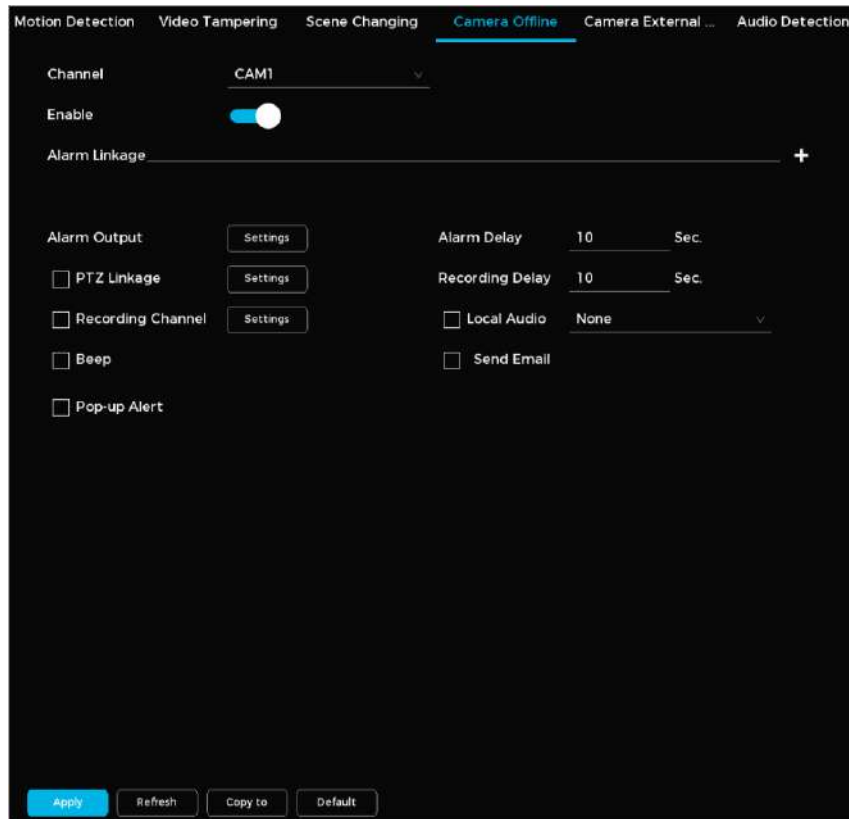 Motion Detection Video Tampering Scene Changing Camera Offline Camera External ... Audio Detection
Channel CAM1
Enable
Alarm Linkage
Alarm Output Settings Alarm Delay 10 Sec.
PTZ Linkage Settings Recording Delay 10 Sec.
Recording Channel Settings Local Audio None
Beep Send Email
Pop-up Alert
Apply Refresh Copy to Default